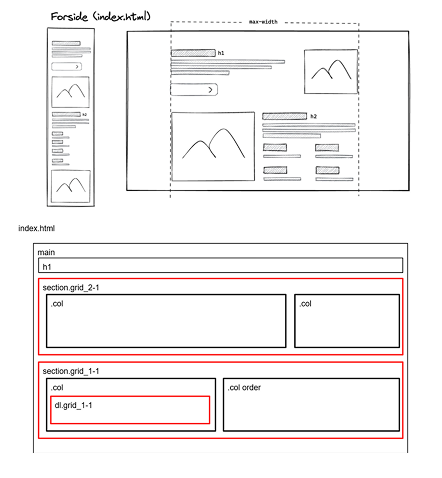 Forside (index.html)
max-width
h1
h2
h2
index.html
main
h1
section.grid_2-1
.col
.col
section.grid_1-1
.col
.col order
dl.grid_1-1